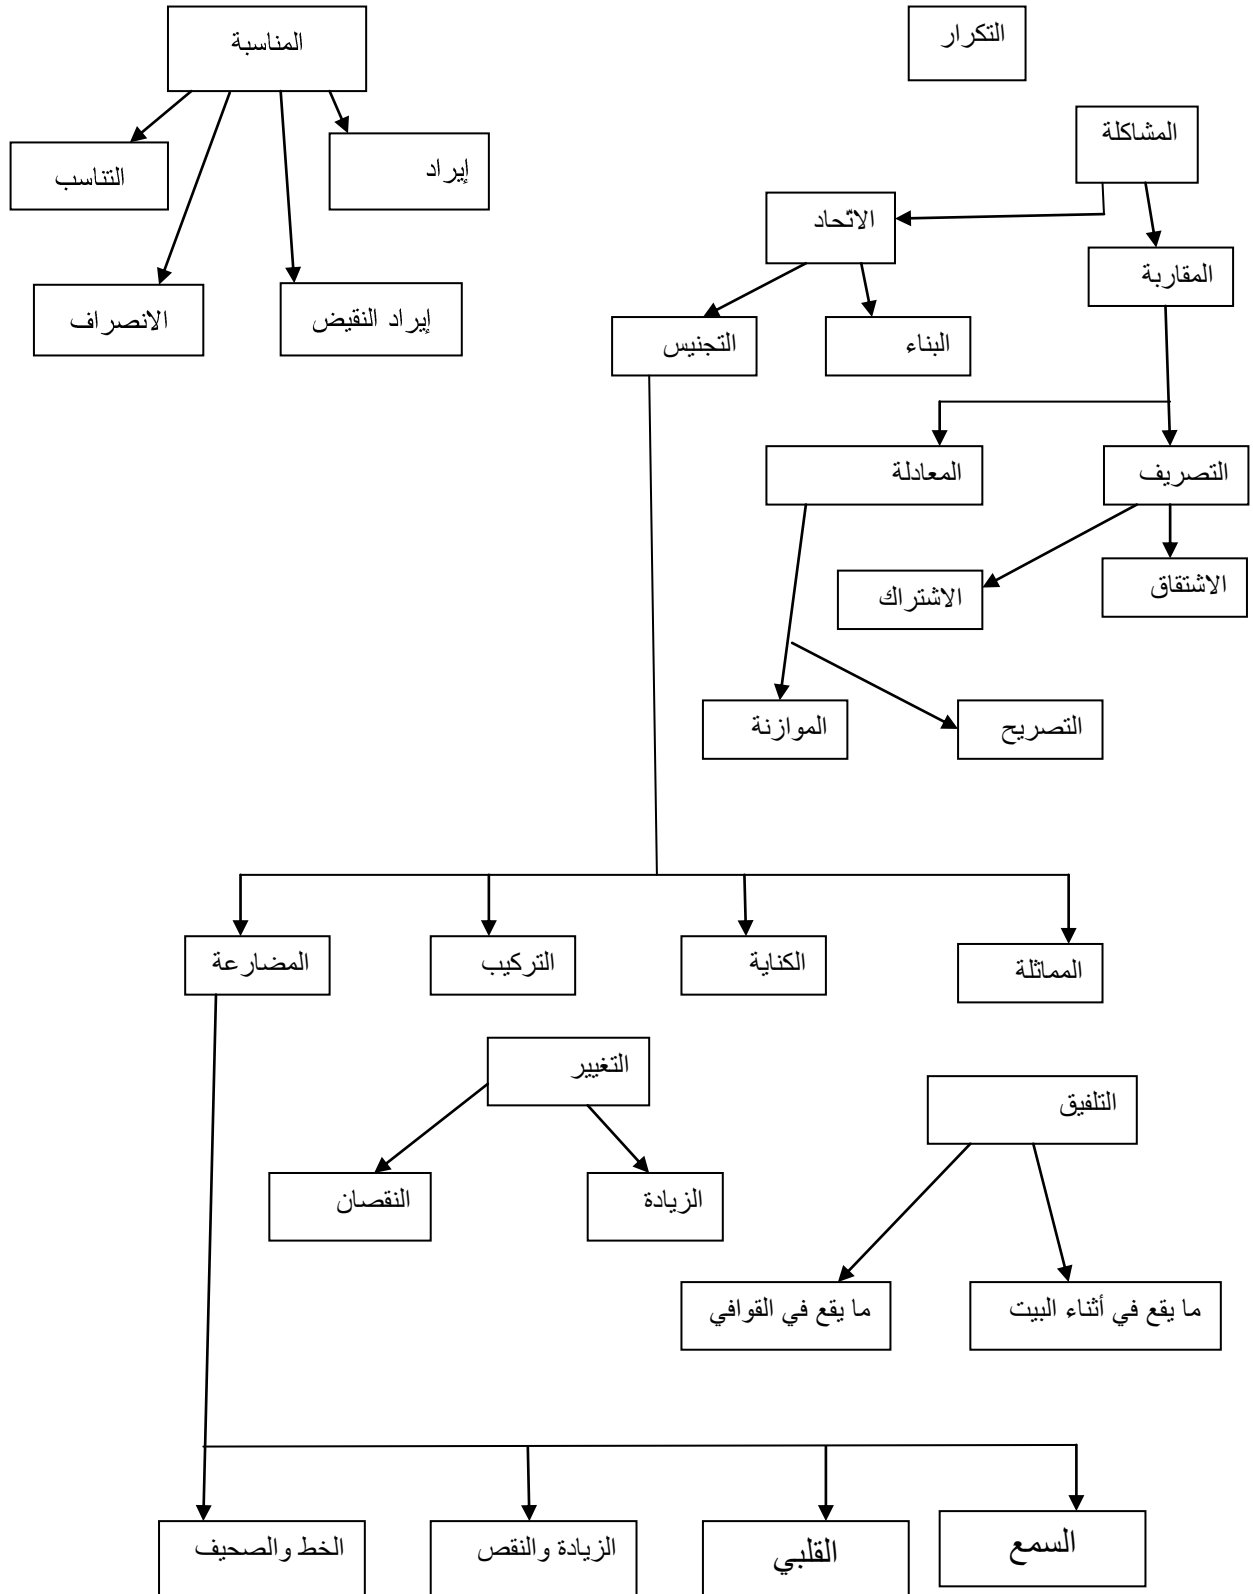 التكرار
المناسبة
المشاكلة
إيراد
التناسب
الاتّحاد
المقاربة
إيراد النقيض
الانصراف
البناء
التجنيس
التصريف
المعادلة
الاشتقاق
الاشتراك
التصريح
الموازنة
المماثلة
الكناية
التركيب
المضارعة
التغيير
التلفيق
الزيادة
النقصان
ما يقع في أثناء البيت
ما يقع في القوافي
السمع
القلبي
الزيادة والنقص
الخط والصحيف